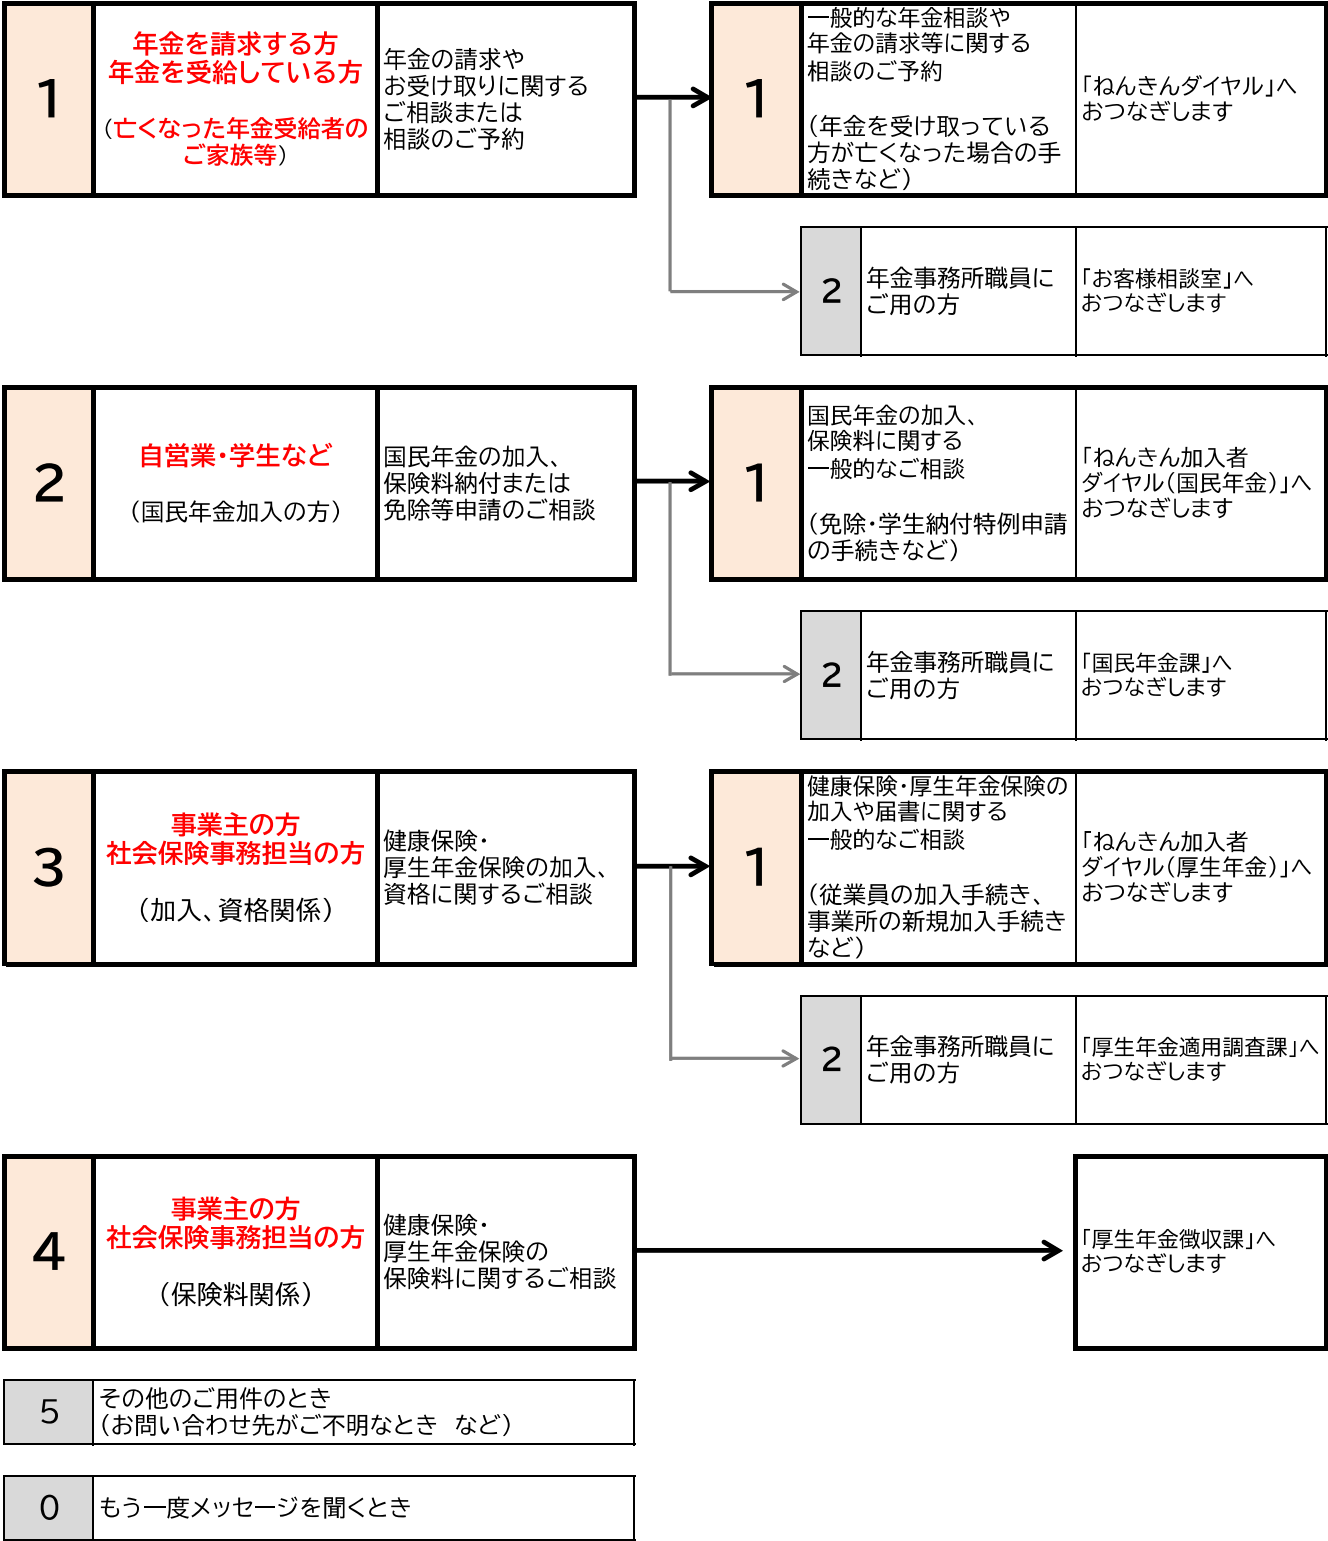 1
年金を請求する方
年金を受給している方
（亡くなった年金受給者の
ご家族等）
年金の請求や
お受け取りに関する
ご相談または
相談のご予約
1
一般的な年金相談や
年金の請求等に関する
相談のご予約
（年金を受け取っている
方が亡くなった場合の手
続きなど）
「ねんきんダイヤル」へ
おつなぎします
2
年金事務所職員に
ご用の方
「お客様相談室」へ
おつなぎします
2
自営業・学生など
（国民年金加入の方）
国民年金の加入、
保険料納付または
免除等申請のご相談
1
国民年金の加入、
保険料に関する
一般的なご相談
（免除・学生納付特例申請
の手続きなど）
「ねんきん加入者
ダイヤル（国民年金）」へ
おつなぎします
2
年金事務所職員に
ご用の方
「国民年金課」へ
おつなぎします
3
事業主の方
社会保険事務担当の方
（加入、資格関係）
健康保険・
厚生年金保険の加入、
資格に関するご相談
1
健康保険・厚生年金保険の
加入や届書に関する
一般的なご相談
（従業員の加入手続き、
事業所の新規加入手続き
など）
「ねんきん加入者
ダイヤル（厚生年金）」へ
おつなぎします
2
年金事務所職員に
ご用の方
「厚生年金適用調査課」へ
おつなぎします
4
事業主の方
社会保険事務担当の方
（保険料関係）
健康保険・
厚生年金保険の
保険料に関するご相談
「厚生年金徴収課」へ
おつなぎします
5
その他のご用件のとき
（お問い合わせ先がご不明なとき　など）
0
もう一度メッセージを聞くとき